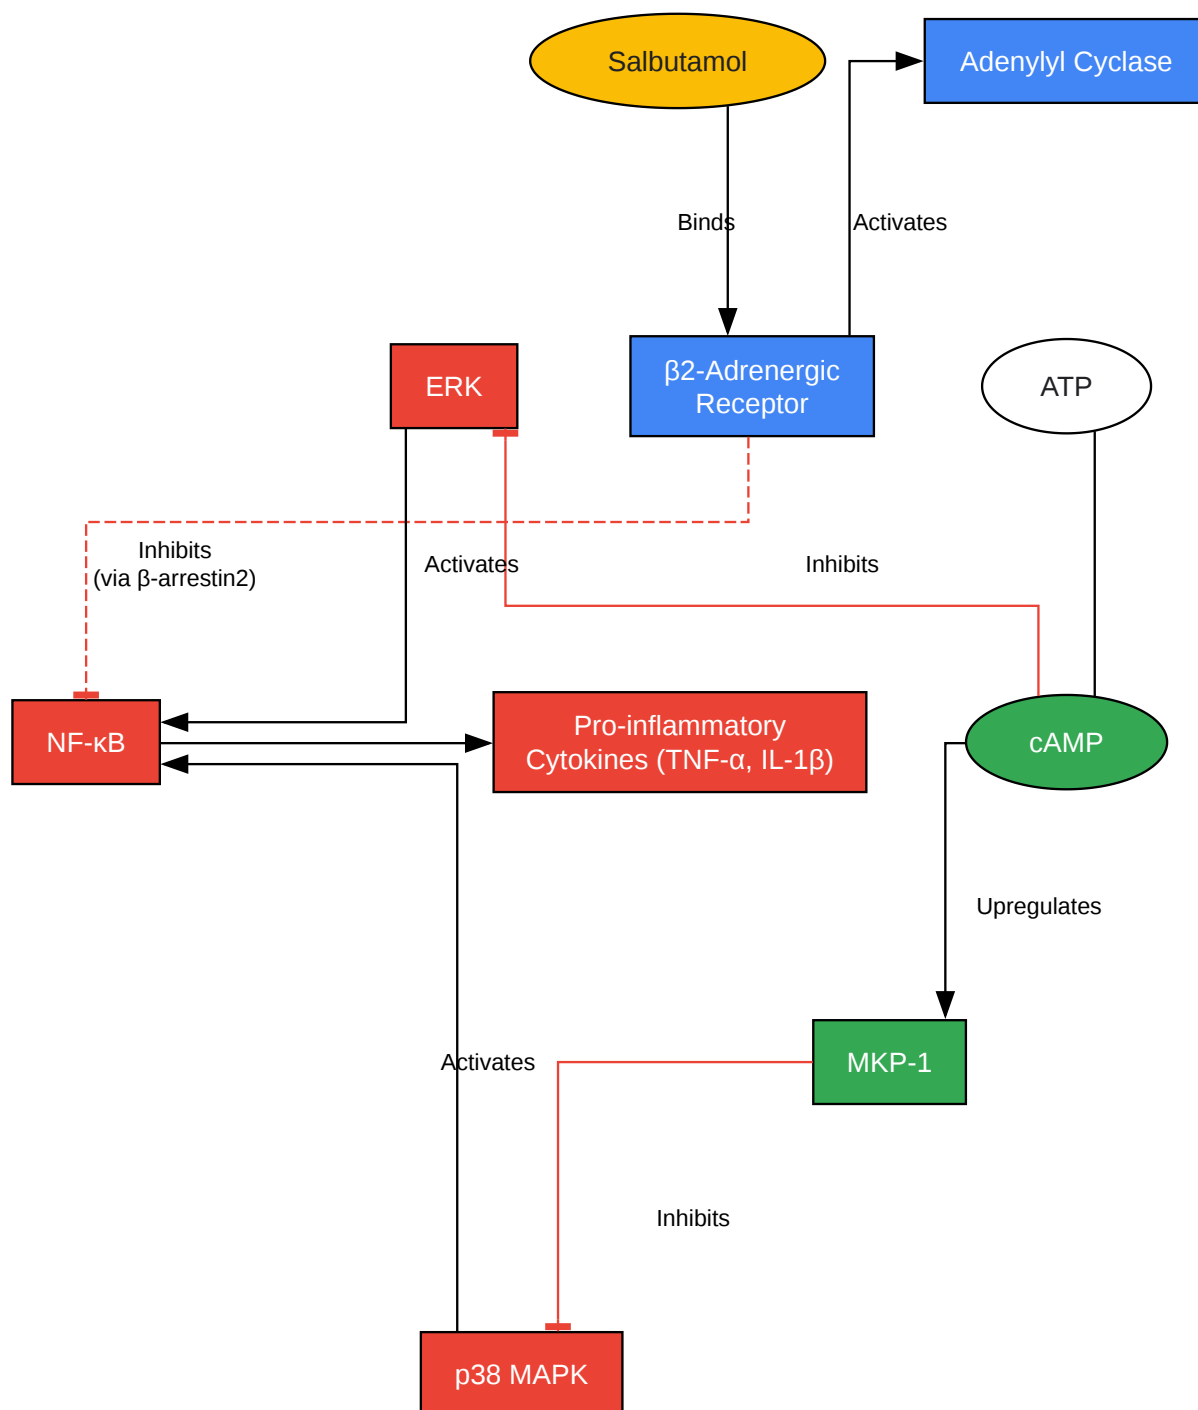 Salbutamol
Adenylyl Cyclase
Binds
Activates
ERK
β2-Adrenergic
Receptor
ATP
Inhibits
(via β-arrestin2)
Activates
Inhibits
NF-κB
Pro-inflammatory
Cytokines (TNF-α, IL-1β)
cAMP
Upregulates
Activates
MKP-1
Inhibits
p38 MAPK